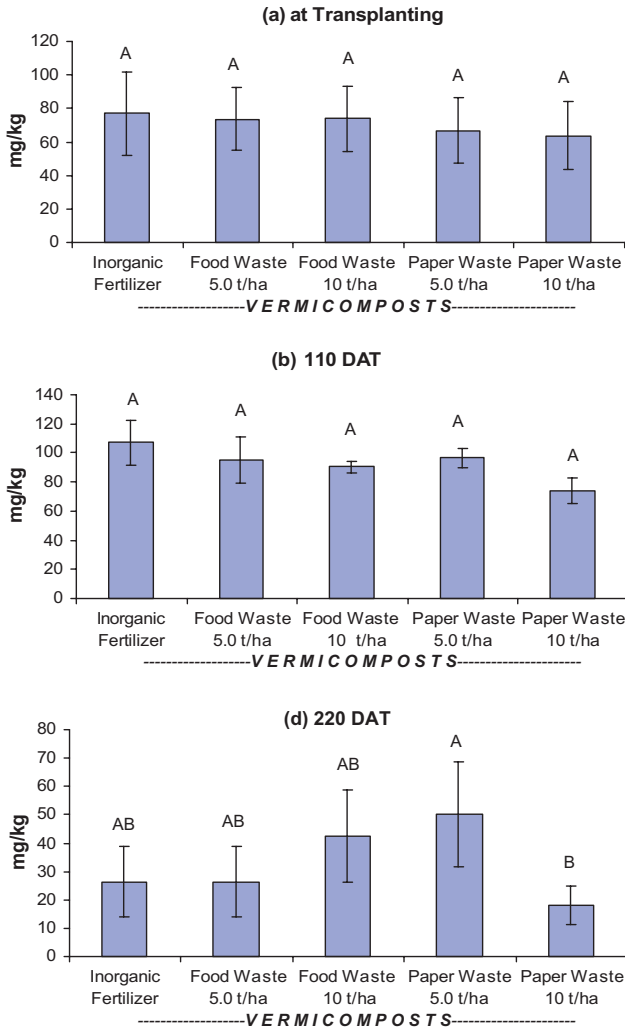 (a) at Transplanting
120
100
80
60
40
20
0
mg/kg
A
A
A
A
A
Inorganic Food Waste Food Waste Paper Waste Paper Waste
Fertilizer 5.0 t/ha 10 t/ha 5.0 t/ha 10 t/ha
-------------------VERMICOMPOSTS----------------------
(b) 110 DAT
140
120
100
80
60
40
20
0
mg/kg
A
A
A
A
A
Inorganic Food Waste Food Waste Paper Waste Paper Waste
Fertilizer 5.0 t/ha 10 t/ha 5.0 t/ha 10 t/ha
-------------------VERMICOMPOSTS----------------------
(d) 220 DAT
80
70
60
50
40
30
20
10
0
mg/kg
AB
AB
AB
A
B
Inorganic Food Waste Food Waste Paper Waste Paper Waste
Fertilizer 5.0 t/ha 10 t/ha 5.0 t/ha 10 t/ha
-------------------VERMICOMPOSTS----------------------